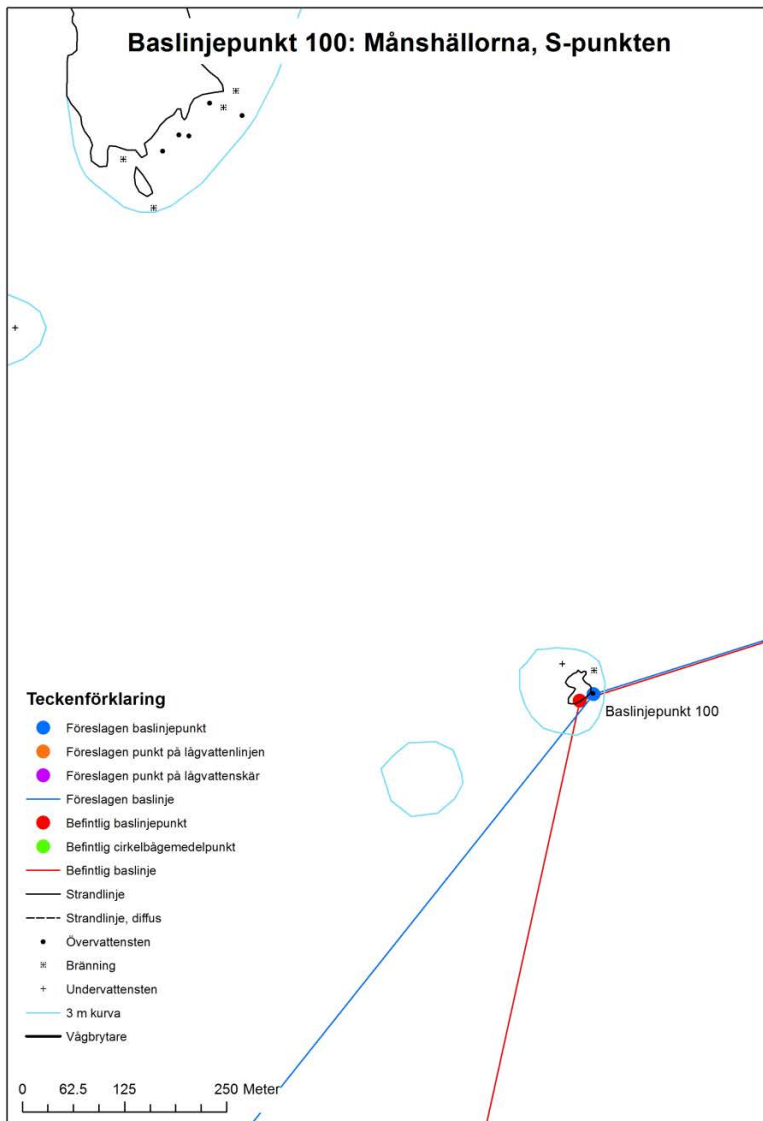 Baslinjepunkt 100: Månshällorna, S-punkten
Baslinjepunkt 100
Teckenförklaring
Föreslagen baslinjepunkt
Föreslagen punkt på lågvattenlinjen
Föreslagen punkt på lågvattenskär
Föreslagen baslinje
Befintlig baslinjepunkt
Befintlig cirkelbågemedelpunkt
Befintlig baslinje
Strandlinje
Strandlinje, diffus
Övervattensten
Bränning
Undervattensten
3 m kurva
Vågbrytare
0 62.5 125 250 Meter